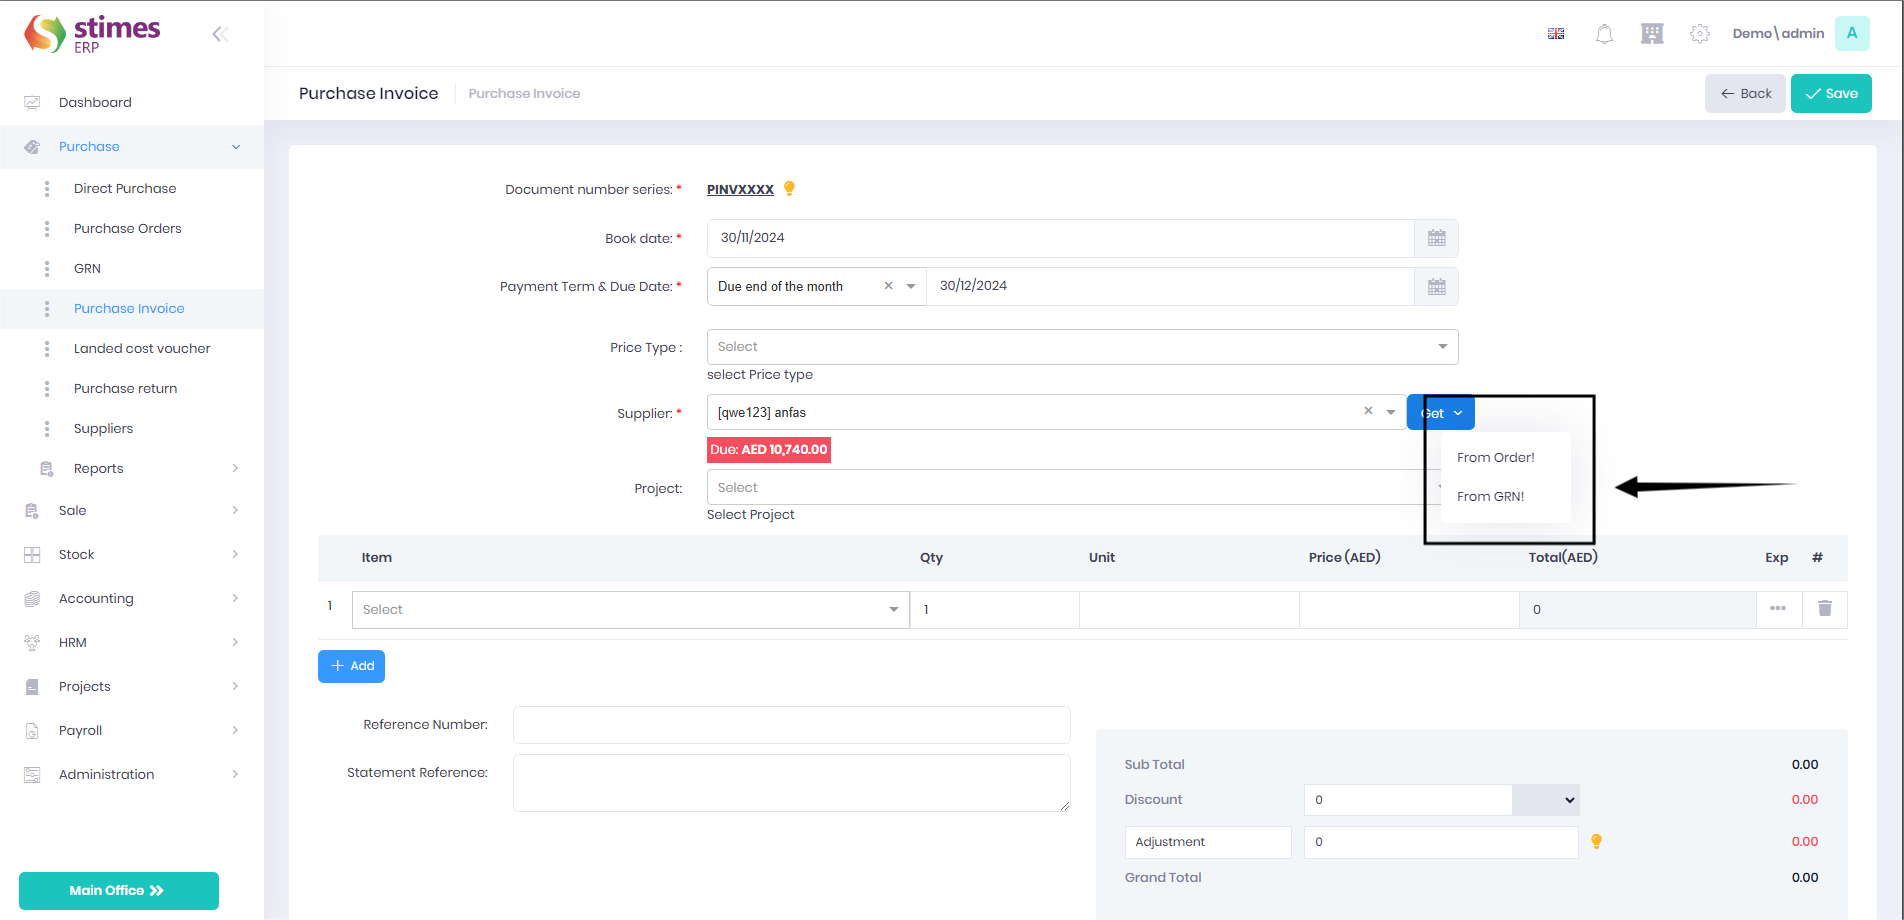 stimes
ERP
Demo\admin
A
Purchase Invoice
Purchase Invoice
Back
Save
Dashboard
Purchase
Direct Purchase
Purchase Orders
GRN
Purchase Invoice
Landed cost voucher
Purchase return
Suppliers
Reports
Sale
Stock
Accounting
HRM
Projects
Payroll
Administration
Main Office
Document number series: *
PINVXXXX
Book date: *
30/11/2024
Payment Term & Due Date: *
Due end of the month
30/12/2024
Price Type :
Select
select Price type
Supplier: *
[qwe123] anfas
Get
Due: AED 10,740.00
From Order!
From GRN!
Project:
Select
Select Project
Item Qty Unit Price (AED) Total(AED) Exp #
1 Select 1 0
Add
Reference Number:
Statement Reference:
Sub Total 0.00
Discount 0 0.00
Adjustment 0 0.00
Grand Total 0.00